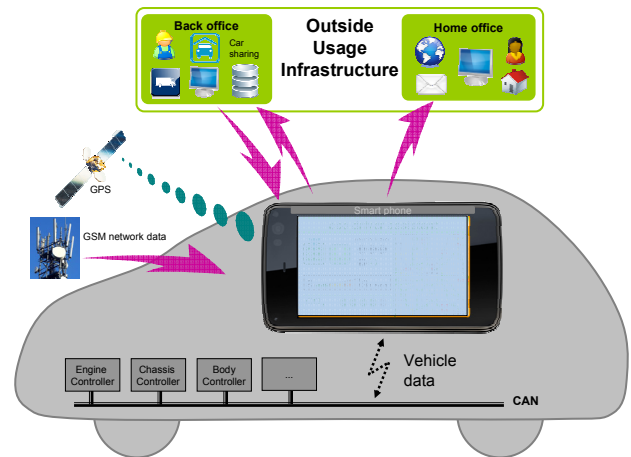 Back office
Car
sharing
Outside
Usage
Infrastructure
Home office
GPS
GSM network data
Smart phone
Engine
Controller
Chassis
Controller
Body
Controller
...
Vehicle
data
CAN